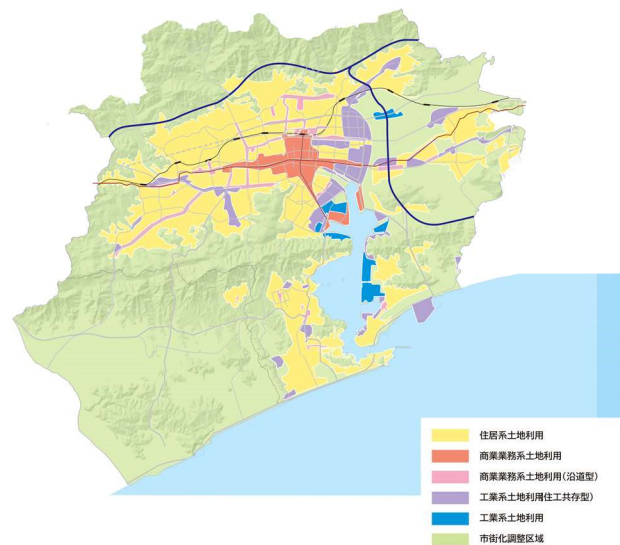 住居系土地利用
商業業務系土地利用
商業業務系土地利用(沿道型)
工業系土地利用(住工共存型)
工業系土地利用
市街化調整区域